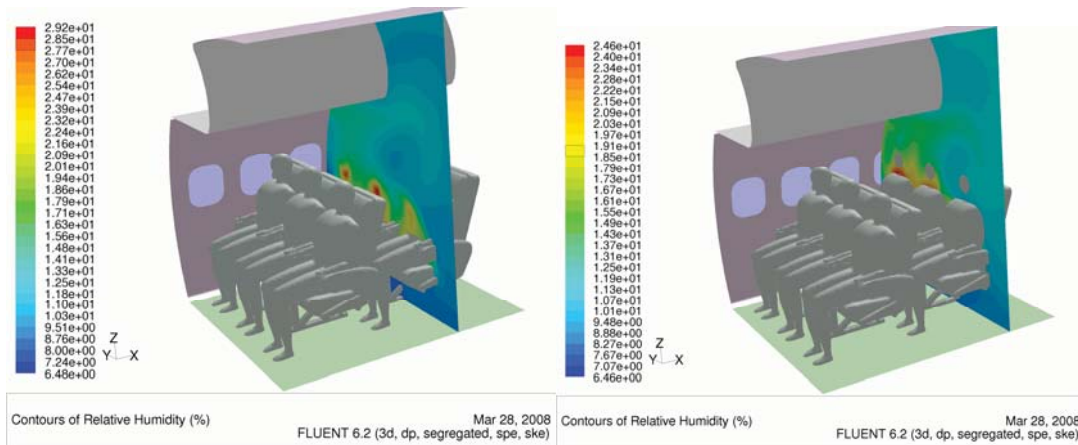 2.92e+01
2.85e+01
2.77e+01
2.70e+01
2.62e+01
2.54e+01
2.47e+01
2.39e+01
2.32e+01
2.24e+01
2.16e+01
2.09e+01
2.01e+01
1.94e+01
1.86e+01
1.79e+01
1.71e+01
1.63e+01
1.56e+01
1.48e+01
1.41e+01
1.33e+01
1.25e+01
1.18e+01
1.10e+01
1.03e+01
9.51e+00
8.76e+00
8.00e+00
7.24e+00
6.48e+00
Z
Y X
Contours of Relative Humidity (%)
Mar 28, 2008
FLUENT 6.2 (3d, dp, segregated, spe, ske)
2.46e+01
2.40e+01
2.34e+01
2.28e+01
2.22e+01
2.15e+01
2.09e+01
2.03e+01
1.97e+01
1.91e+01
1.85e+01
1.79e+01
1.73e+01
1.67e+01
1.61e+01
1.55e+01
1.49e+01
1.43e+01
1.37e+01
1.31e+01
1.25e+01
1.19e+01
1.13e+01
1.07e+01
1.01e+01
9.48e+00
8.88e+00
8.27e+00
7.67e+00
7.07e+00
6.46e+00
Z
Y X
Contours of Relative Humidity (%)
Mar 28, 2008
FLUENT 6.2 (3d, dp, segregated, spe, ske)